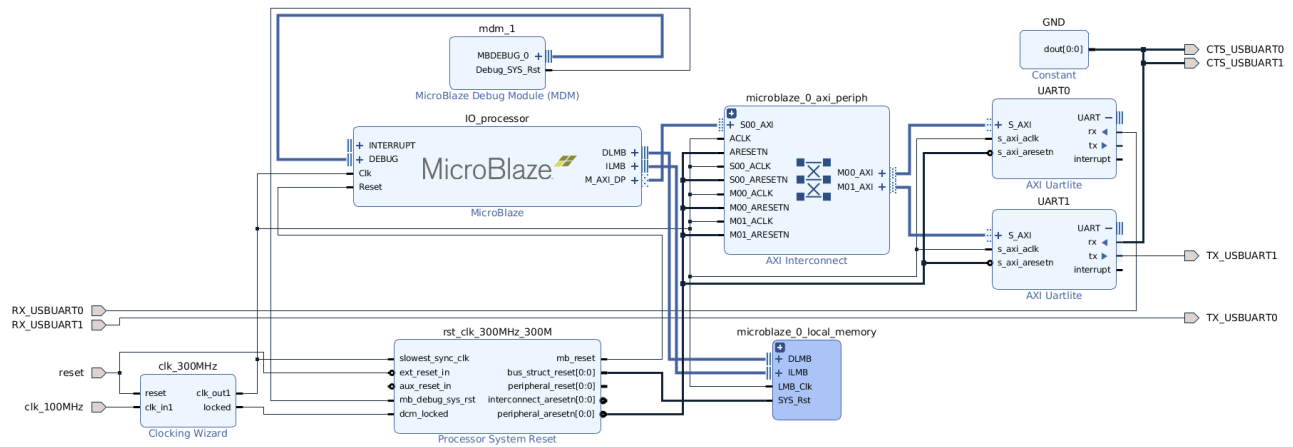 mdm_1
MBDEBUG_0
Debug_SYS_Rst
MicroBlaze Debug Module (MDM)
GND
dout[0:0]
Constant
CTS_USBUART0
CTS_USBUART1
IO_processor
INTERRUPT
DEBUG
Clk
Reset
MicroBlaze
DLMB
ILMB
M_AXI_DP
MicroBlaze
microblaze_0_axi_periph
S00_AXI
ACLK
ARESETN
S00_ACLK
S00_ARESETN
M00_ACLK
M00_ARESETN
M01_ACLK
M01_ARESETN
M00_AXI
M01_AXI
AXI Interconnect
UART0
S_AXI
s_axi_aclk
s_axi_aresetn
UART
rx
tx
interrupt
AXI Uartlite
UART1
S_AXI
s_axi_aclk
s_axi_aresetn
UART
rx
tx
interrupt
AXI Uartlite
TX_USBUART1
TX_USBUART0
RX_USBUART0
RX_USBUART1
reset
clk_100MHz
clk_300MHz
reset
clk_in1
clk_out1
locked
Clocking Wizard
rst_clk_300MHz_300M
slowest_sync_clk
ext_reset_in
aux_reset_in
mb_debug_sys_rst
dcm_locked
mb_reset
bus_struct_reset[0:0]
peripheral_reset[0:0]
interconnect_aresetn[0:0]
peripheral_aresetn[0:0]
Processor System Reset
microblaze_0_local_memory
DLMB
ILMB
LMB_Clk
SYS_Rst